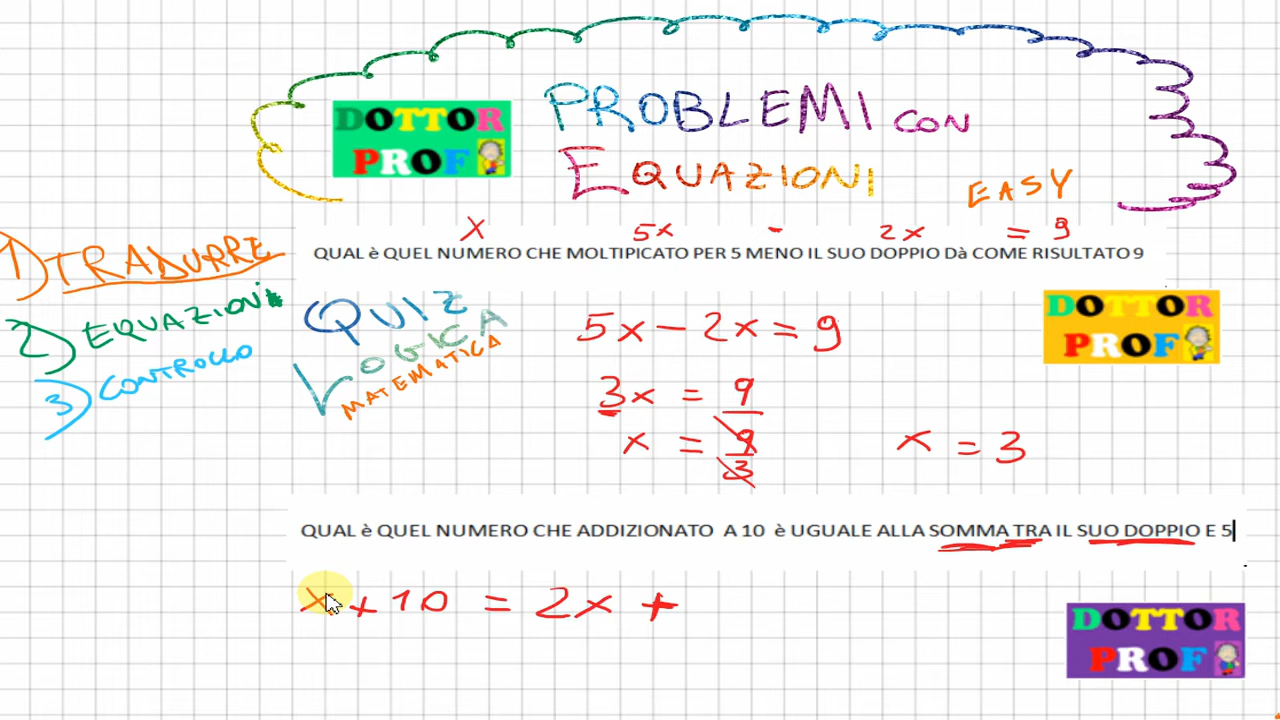 DOTTOR
PROF
PROBLEMI CON
EQUAZIONI
EASY
1) TRADURRE
2) EQUAZIONI
3) CONTROLLO
x 5x - 2x = 9
QUAL è QUEL NUMERO CHE MOLTIPICATO PER 5 MENO IL SUO DOPPIO Dà COME RISULTATO 9
QUIZ
LOGICA
MATEMATICA
DOTTOR
PROF
5x - 2x = 9
3x = 9
x = 9/3
x = 3
QUAL è QUEL NUMERO CHE ADDIZIONATO A 10 è UGUALE ALLA SOMMA TRA IL SUO DOPPIO E 5
x + 10 = 2x +
DOTTOR
PROF